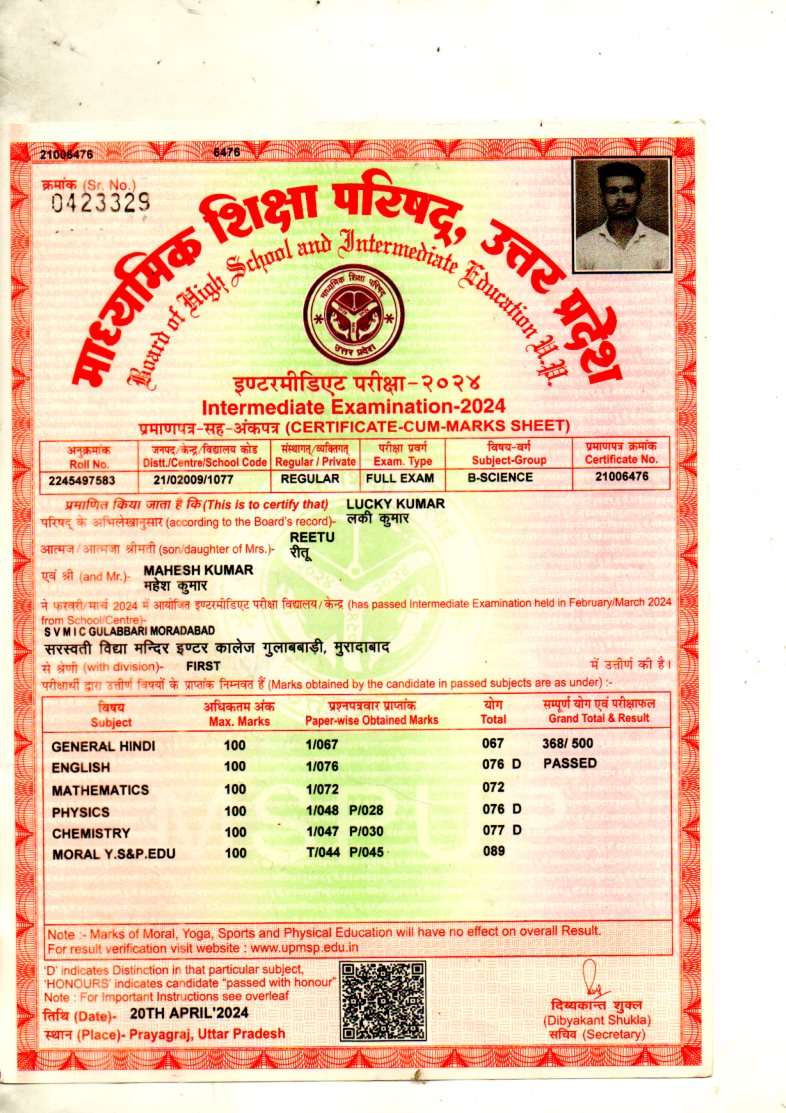 21006476 6476
क्रमांक (Sr. No.)
0423329
माध्यमिक शिक्षा परिषद्, उत्तर प्रदेश
Board of High School and Intermediate Education U.P.
माध्यमिक शिक्षा परिषद्
उत्तर प्रदेश
इण्टरमीडिएट परीक्षा-२०२४
Intermediate Examination-2024
प्रमाणपत्र-सह-अंकपत्र (CERTIFICATE-CUM-MARKS SHEET)
अनुक्रमांक जनपद/केन्द्र/विद्यालय कोड संस्थागत/व्यक्तिगत परीक्षा प्रवर्ग विषय-वर्ग प्रमाणपत्र क्रमांक
Roll No. Distt./Centre/School Code Regular / Private Exam. Type Subject-Group Certificate No.
2245497583 21/02009/1077 REGULAR FULL EXAM B-SCIENCE 21006476
प्रमाणित किया जाता है कि (This is to certify that) LUCKY KUMAR
परिषद् के अभिलेखानुसार (according to the Board's record)- लकी कुमार
REETU
आत्मज/आत्मजा श्रीमती (son/daughter of Mrs.)- रीतू
एवं श्री (and Mr.)- MAHESH KUMAR
महेश कुमार
ने फरवरी/मार्च 2024 में आयोजित इण्टरमीडिएट परीक्षा विद्यालय/केन्द्र (has passed Intermediate Examination held in February/March 2024
from School/Centre)-
S V M I C GULABBARI MORADABAD
सरस्वती विद्या मन्दिर इण्टर कालेज गुलाबबाड़ी, मुरादाबाद
से श्रेणी (with division)- FIRST में उत्तीर्ण की है।
परीक्षार्थी द्वारा उत्तीर्ण विषयों के प्राप्तांक निम्नवत हैं (Marks obtained by the candidate in passed subjects are as under) :-
विषय अधिकतम अंक प्रश्नपत्रवार प्राप्तांक योग सम्पूर्ण योग एवं परीक्षाफल
Subject Max. Marks Paper-wise Obtained Marks Total Grand Total & Result
GENERAL HINDI 100 1/067 067 368/ 500
ENGLISH 100 1/076 076 D PASSED
MATHEMATICS 100 1/072 072
PHYSICS 100 1/048 P/028 076 D
CHEMISTRY 100 1/047 P/030 077 D
MORAL Y.S&P.EDU 100 T/044 P/045 089
MSPUP
Note :- Marks of Moral, Yoga, Sports and Physical Education will have no effect on overall Result.
For result verification visit website : www.upmsp.edu.in
'D' indicates Distinction in that particular subject,
'HONOURS' indicates candidate "passed with honour"
Note : For Important Instructions see overleaf
तिथि (Date)- 20TH APRIL'2024
स्थान (Place)- Prayagraj, Uttar Pradesh
दिब्यकान्त शुक्ल
(Dibyakant Shukla)
सचिव (Secretary)